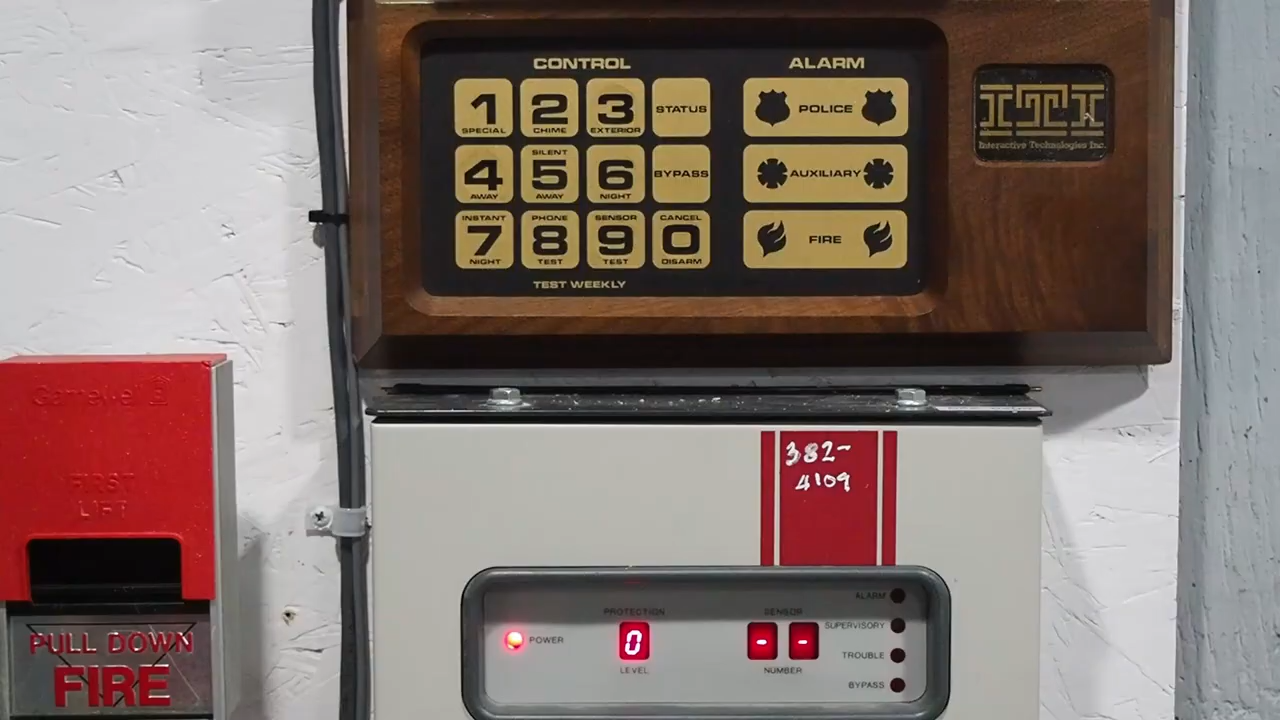 CONTROL
1 SPECIAL
2 CHIME
3 EXTERIOR
STATUS
4 AWAY
SILENT 5 AWAY
6 NIGHT
BYPASS
INSTANT 7 NIGHT
PHONE 8 TEST
SENSOR 9 TEST
CANCEL 0 DISARM
TEST WEEKLY
ALARM
POLICE
AUXILIARY
FIRE
ITI
Interactive Technologies Inc.
FIRST
LIFT
PULL DOWN
FIRE
382-
4109
POWER
PROTECTION
0
LEVEL
SENSOR
- -
NUMBER
ALARM
SUPERVISORY
TROUBLE
BYPASS